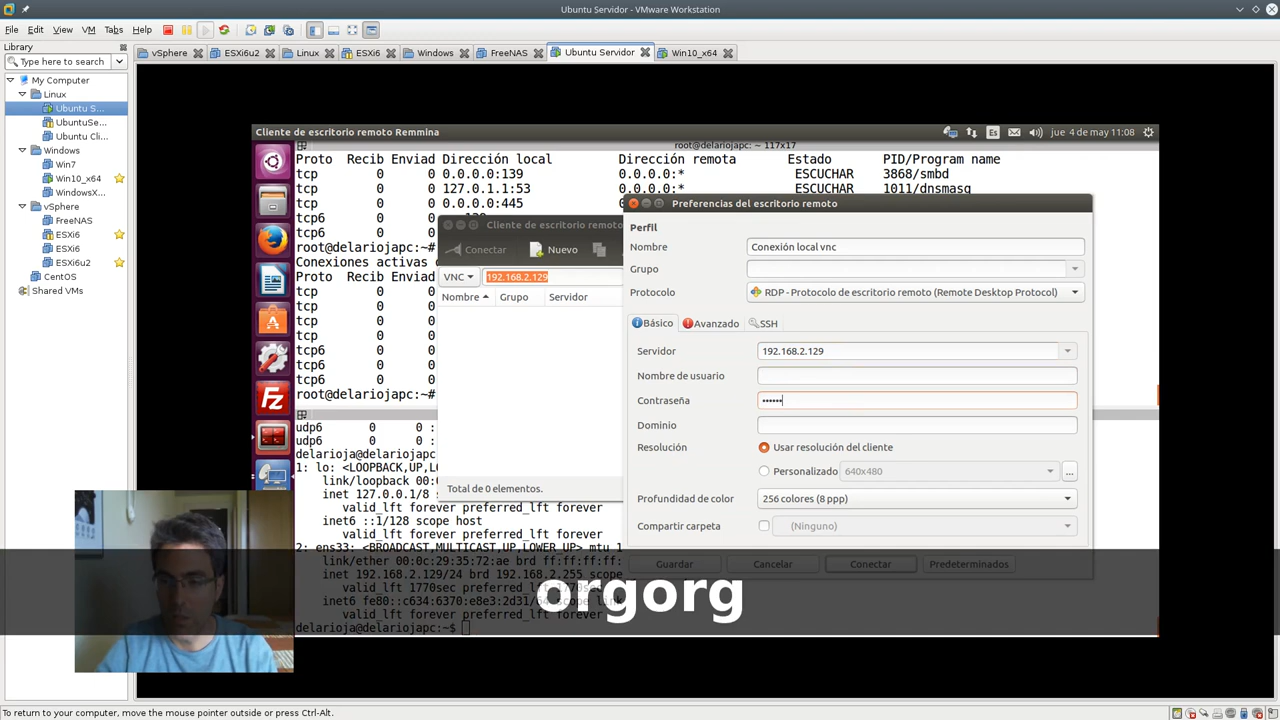 Ubuntu Servidor - VMware Workstation
File Edit View VM Tabs Help
Library
Type here to search
vSphere ESXi6u2 Linux ESXi6 Windows FreeNAS Ubuntu Servidor Win10_x64
My Computer
Linux
Ubuntu S...
UbuntuSe...
Ubuntu Cli...
Windows
Win7
Win10_x64
WindowsX...
vSphere
FreeNAS
ESXi6
ESXi6
ESXi6u2
CentOS
Shared VMs
Cliente de escritorio remoto Remmina
Es
jue 4 de may 11:08
root@delariojapc: ~ 117x17
Proto Recib Enviad Dirección local Dirección remota Estado PID/Program name
tcp 0 0 0.0.0.0:139 0.0.0.0:* ESCUCHAR 3868/smbd
tcp 0 0 127.0.1.1:53 0.0.0.0:* ESCUCHAR 1011/dnsmasq
tcp 0 0 0.0.0.0:445
tcp6 0 0
tcp6 0 0
root@delariojapc:~#
Conexiones activas
Proto Recib Enviad
tcp 0 0
tcp 0 0
tcp 0 0
tcp6 0 0
tcp6 0 0
tcp6 0 0
tcp6 0 0
root@delariojapc:~#
Cliente de escritorio remoto
Conectar Nuevo
VNC 192.168.2.129
Nombre Grupo Servidor
Total de 0 elementos.
Preferencias del escritorio remoto
Perfil
Nombre Conexión local vnc
Grupo
Protocolo RDP - Protocolo de escritorio remoto (Remote Desktop Protocol)
Básico Avanzado SSH
Servidor 192.168.2.129
Nombre de usuario
Contraseña ••••••
Dominio
Resolución Usar resolución del cliente
Personalizado 640x480 ...
Profundidad de color 256 colores (8 ppp)
Compartir carpeta (Ninguno)
Guardar Cancelar Conectar Predeterminados
udp6 0 0
udp6 0 0
delarioja@delariojapc:~$
1: lo: <LOOPBACK,UP,LO
link/loopback 00:0
inet 127.0.0.1/8 s
valid_lft forever preferred_lft forever
inet6 ::1/128 scope host
valid_lft forever preferred_lft forever
2: ens33: <BROADCAST,MULTICAST,UP,LOWER_UP> mtu 1
link/ether 00:0c:29:35:72:ae brd ff:ff:ff:ff:
inet 192.168.2.129/24 brd 192.168.2.255 scope
valid_lft 1770sec preferred_lft 1770sec
inet6 fe80::c634:6370:e8e3:2d31/64 scope link
valid_lft forever preferred_lft forever
delarioja@delariojapc:~$
orgorg
To return to your computer, move the mouse pointer outside or press Ctrl-Alt.